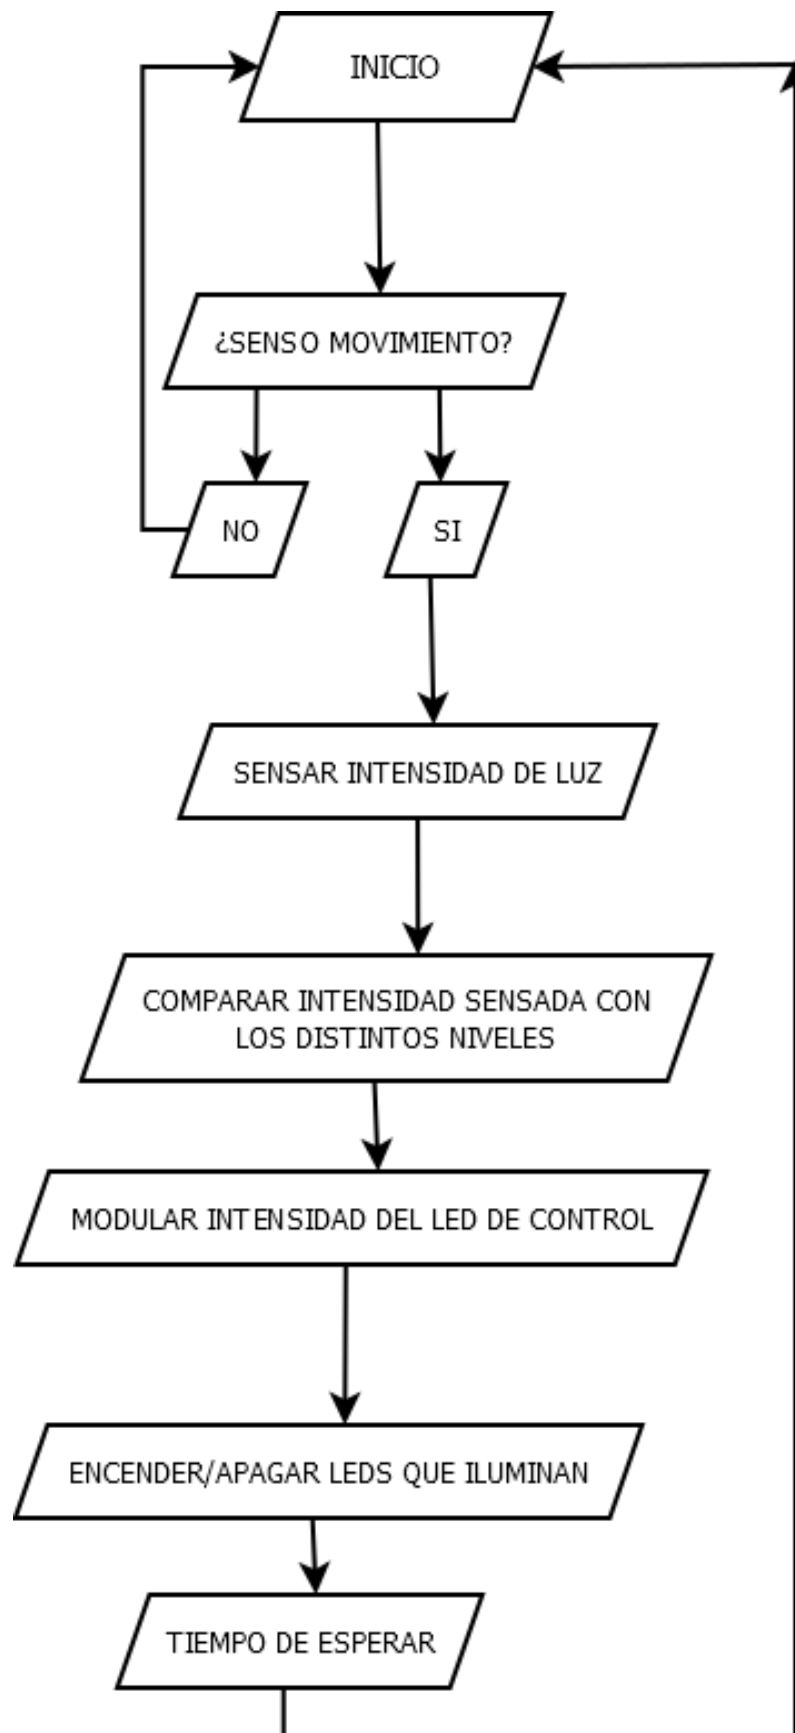 INICIO
¿SENSO MOVIMIENTO?
NO
SI
SENSAR INTENSIDAD DE LUZ
COMPARAR INTENSIDAD SENSADA CON
LOS DISTINTOS NIVELES
MODULAR INTENSIDAD DEL LED DE CONTROL
ENCENDER/APAGAR LEDS QUE ILUMINAN
TIEMPO DE ESPERAR